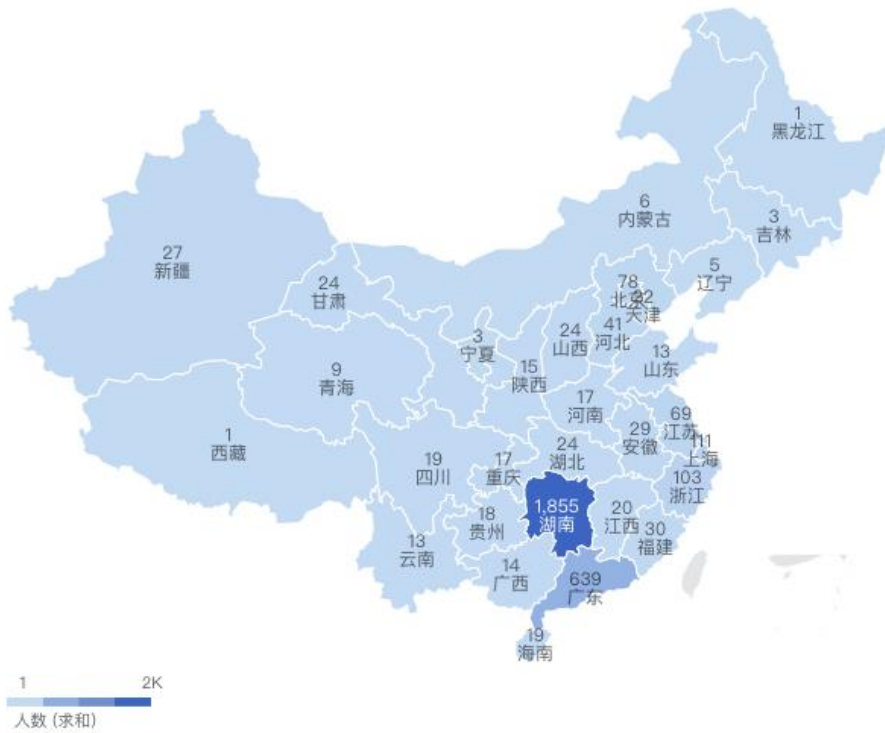 1
黑龙江
6
内蒙古
3
吉林
27
新疆
5
辽宁
24
甘肃
78
北京
22
天津
3
宁夏
24
山西
41
河北
13
山东
9
青海
15
陕西
17
河南
69
江苏
1
西藏
29
安徽
111
上海
19
四川
17
重庆
24
湖北
103
浙江
1,855
湖南
20
江西
18
贵州
30
福建
13
云南
14
广西
639
广东
19
海南
1
2K
人数 (求和)